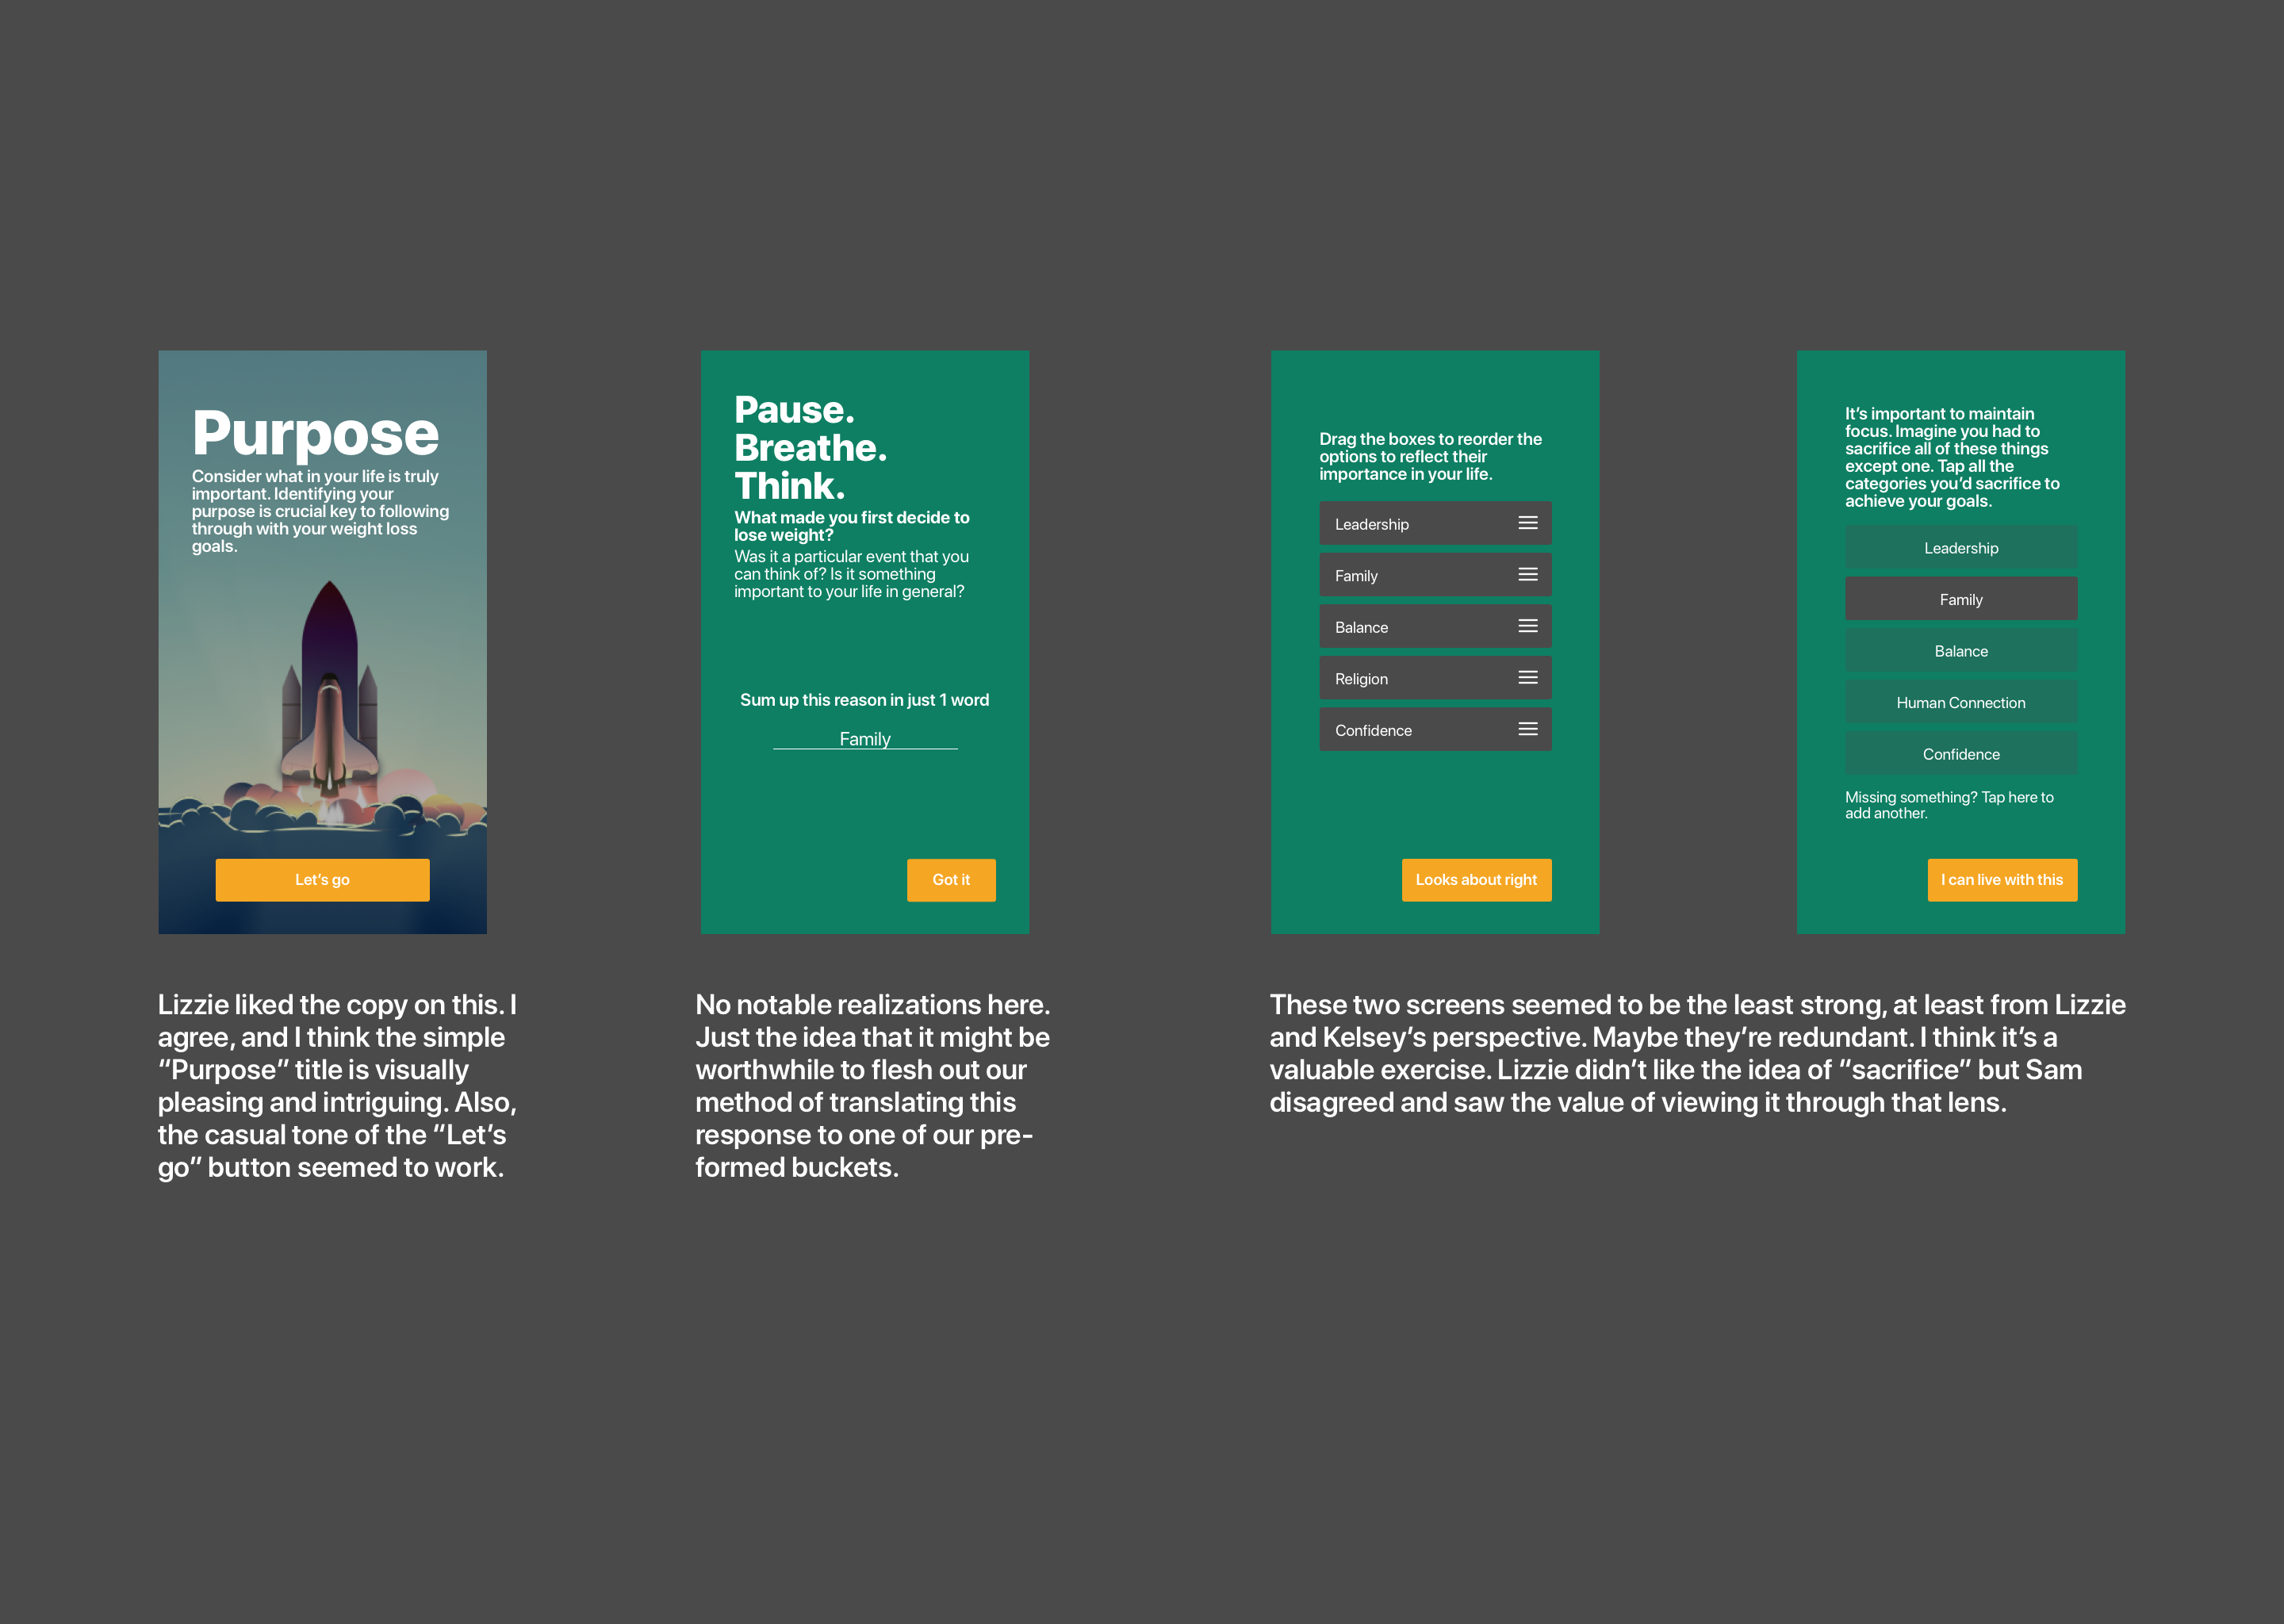 Purpose
Consider what in your life is truly
important. Identifying your
purpose is crucial key to following
through with your weight loss
goals.
Let’s go
Lizzie liked the copy on this. I
agree, and I think the simple
“Purpose” title is visually
pleasing and intriguing. Also,
the casual tone of the “Let’s
go” button seemed to work.
Pause.
Breathe.
Think.
What made you first decide to
lose weight?
Was it a particular event that you
can think of? Is it something
important to your life in general?
Sum up this reason in just 1 word
Family
Got it
No notable realizations here.
Just the idea that it might be
worthwhile to flesh out our
method of translating this
response to one of our pre-
formed buckets.
Drag the boxes to reorder the
options to reflect their
importance in your life.
Leadership
Family
Balance
Religion
Confidence
Looks about right
It’s important to maintain
focus. Imagine you had to
sacrifice all of these things
except one. Tap all the
categories you’d sacrifice to
achieve your goals.
Leadership
Family
Balance
Human Connection
Confidence
Missing something? Tap here to
add another.
I can live with this
These two screens seemed to be the least strong, at least from Lizzie
and Kelsey’s perspective. Maybe they’re redundant. I think it’s a
valuable exercise. Lizzie didn’t like the idea of “sacrifice” but Sam
disagreed and saw the value of viewing it through that lens.